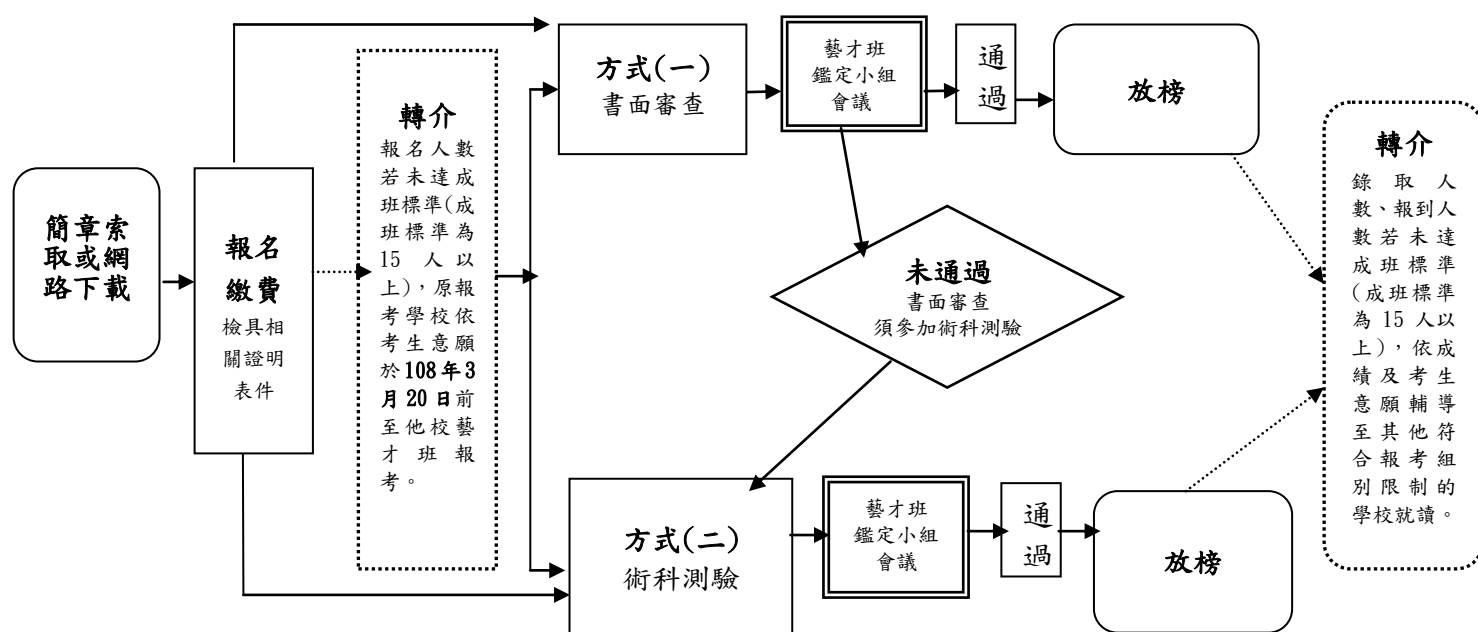 簡章索
取或網
路下載
報名
繳費
檢具相
關證明
表件
轉介
報名人數
若未達成
班標準(成
班標準為
15 人以
上)，原報
考學校依
考生意願
於108年3
月20日前
至他校藝
才班報
考。
方式(一)
書面審查
藝才班
鑑定小組
會議
通
過
放榜
未通過
書面審查
須參加術科測驗
方式(二)
術科測驗
藝才班
鑑定小組
會議
通
過
放榜
轉介
錄取人
數、報到人
數若未達
成班標準
(成班標準
為 15 人以
上)，依成
績及考生
意願輔導
至其他符
合報考組
別限制的
學校就讀。